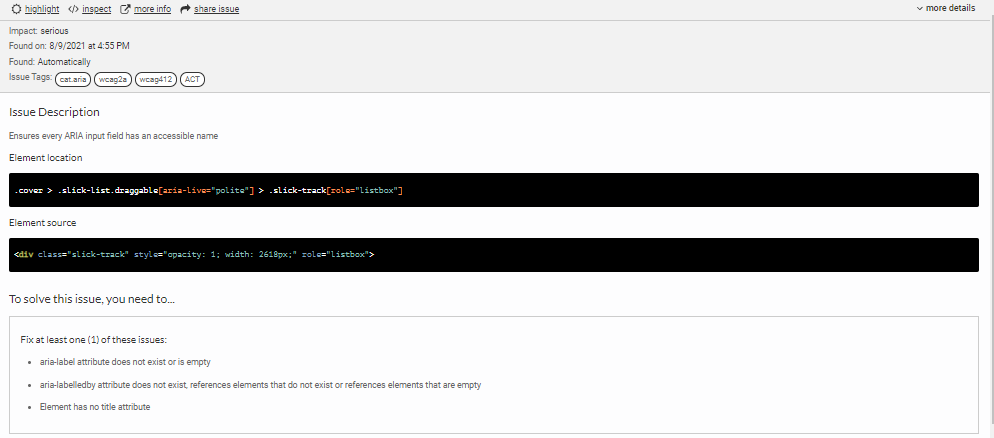 highlight </> inspect more info share issue more details
Impact: serious
Found on: 8/9/2021 at 4:55 PM
Found: Automatically
Issue Tags: cat.aria wcag2a wcag412 ACT
Issue Description
Ensures every ARIA input field has an accessible name
Element location
.cover > .slick-list.draggable[aria-live="polite"] > .slick-track[role="listbox"]
Element source
<div class="slick-track" style="opacity: 1; width: 2618px;" role="listbox">
To solve this issue, you need to...
Fix at least one (1) of these issues:
• aria-label attribute does not exist or is empty
• aria-labelledby attribute does not exist, references elements that do not exist or references elements that are empty
• Element has no title attribute